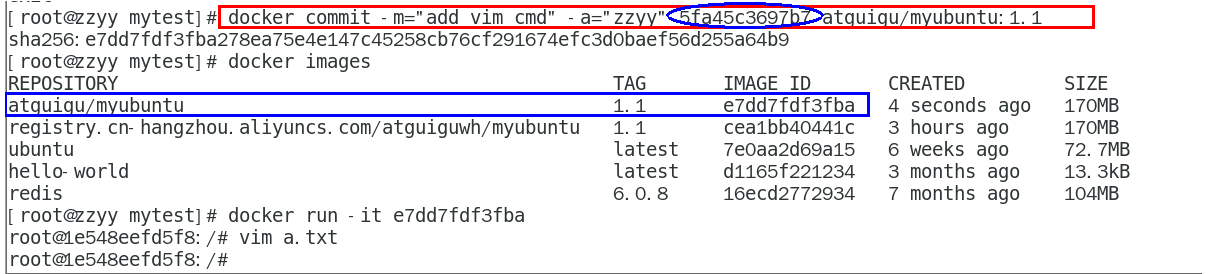 [root@zzyy mytest]# docker commit -m="add vim cmd" -a="zzyy" 5fa45c3697b7 atguiqu/myubuntu:1.1
sha256:e7dd7fdf3fba278ea75e4e147c45258cb76cf291674efc3d0baef56d255a64b9
[root@zzyy mytest]# docker images
REPOSITORY TAG IMAGE ID CREATED SIZE
atguiqu/myubuntu 1.1 e7dd7fdf3fba 4 seconds ago 170MB
registry.cn-hangzhou.aliyuncs.com/atguiguwh/myubuntu 1.1 cea1bb40441c 3 hours ago 170MB
ubuntu latest 7e0aa2d69a15 6 weeks ago 72.7MB
hello-world latest d1165f221234 3 months ago 13.3kB
redis 6.0.8 16ecd2772934 7 months ago 104MB
[root@zzyy mytest]# docker run -it e7dd7fdf3fba
root@1e548eefd5f8:/# vim a.txt
root@1e548eefd5f8:/#